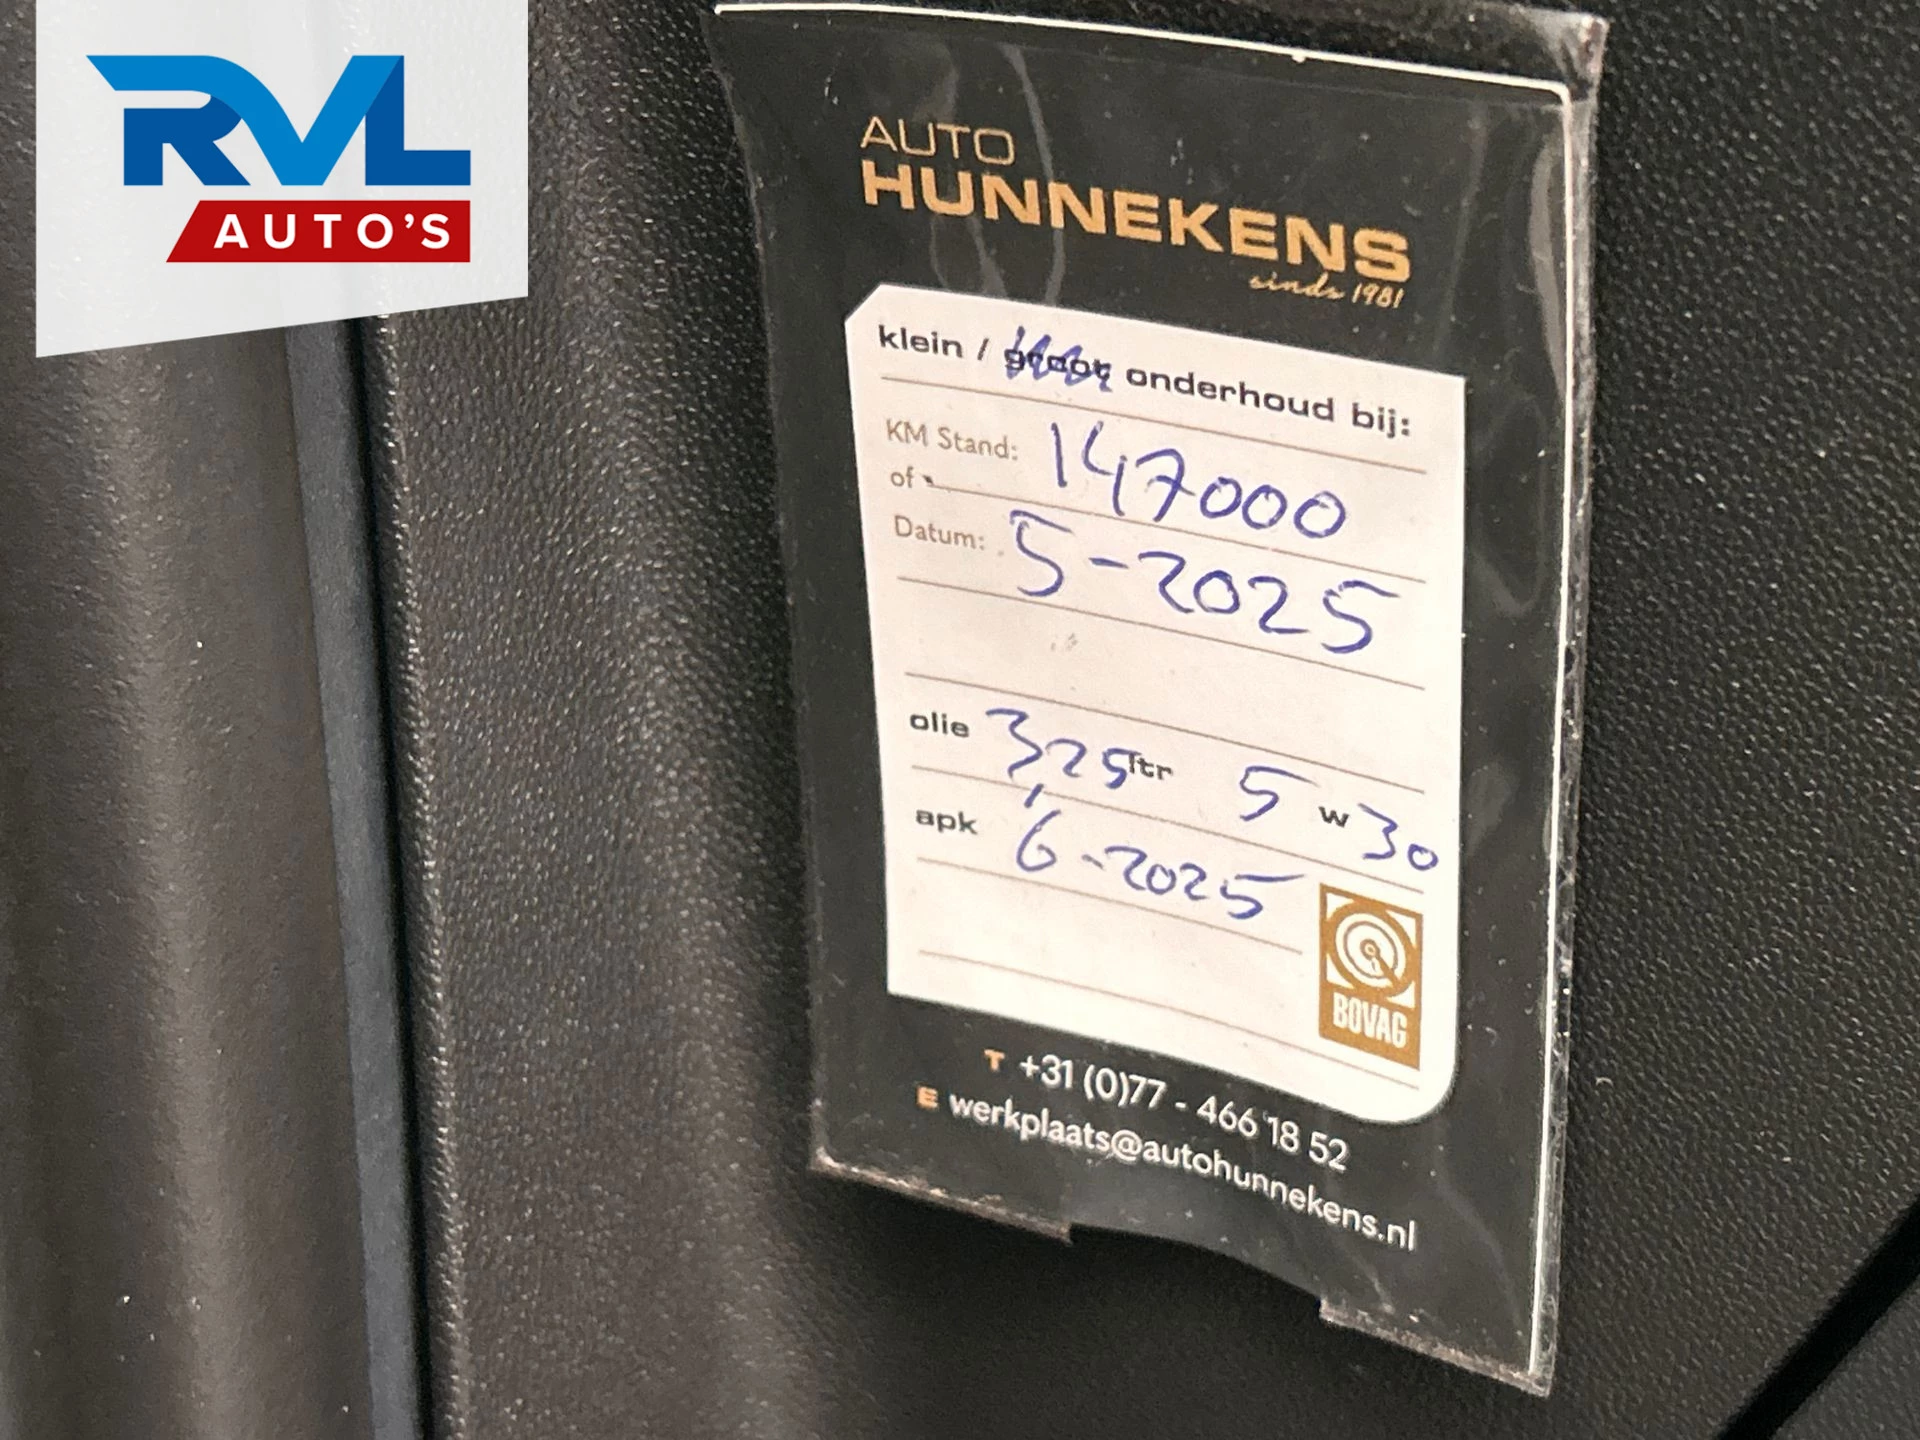 RVL
AUTO'S
AUTO
HUNNEKENS
sinds 1981
klein / groot onderhoud bij:
KM Stand: 147000
of
Datum: 5-2025
olie 3,25 ltr 5 w 30
apk 6-2025
BOVAG
T +31 (0)77 - 466 18 52
E werkplaats@autohunnekens.nl